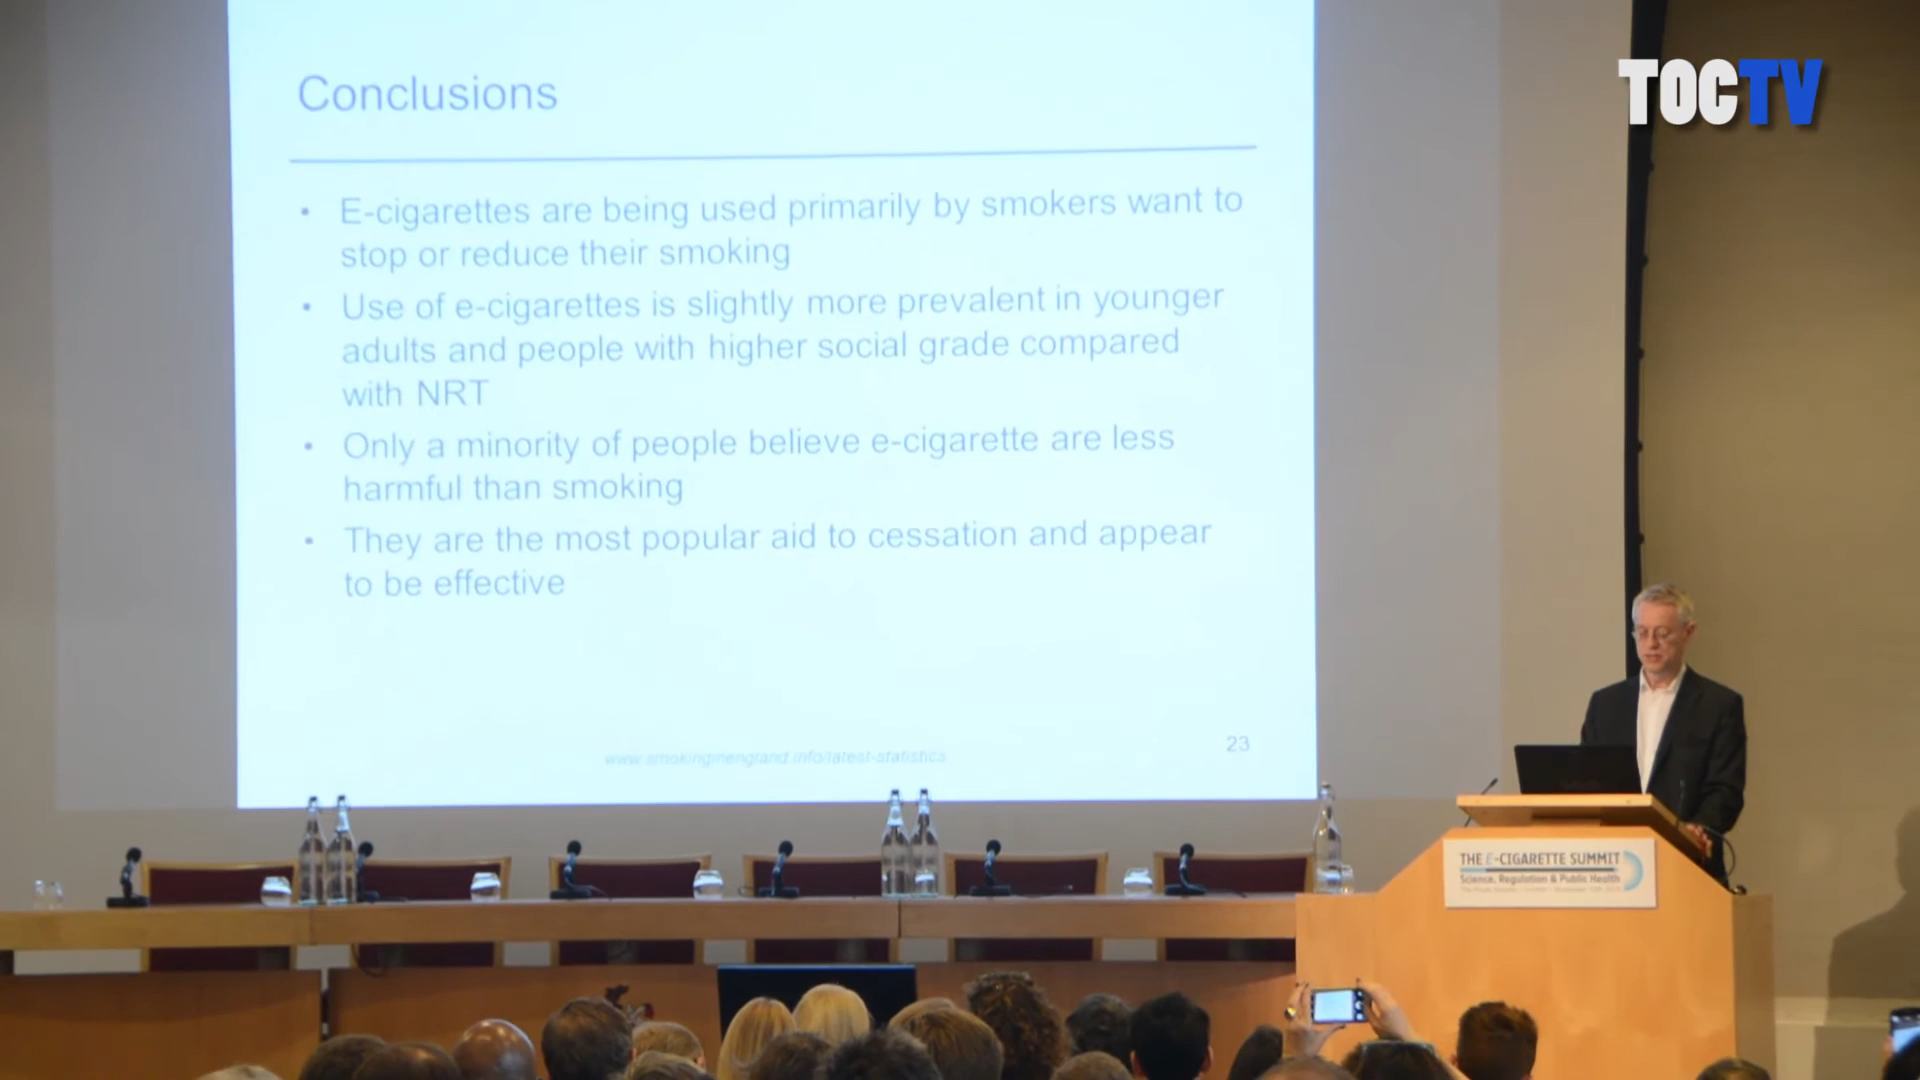 TOCTV
Conclusions
• E-cigarettes are being used primarily by smokers want to
stop or reduce their smoking
• Use of e-cigarettes is slightly more prevalent in younger
adults and people with higher social grade compared
with NRT
• Only a minority of people believe e-cigarette are less
harmful than smoking
• They are the most popular aid to cessation and appear
to be effective
www.smokinginengland.info/latest-statistics
23
THE E-CIGARETTE SUMMIT
Science, Regulation & Public Health